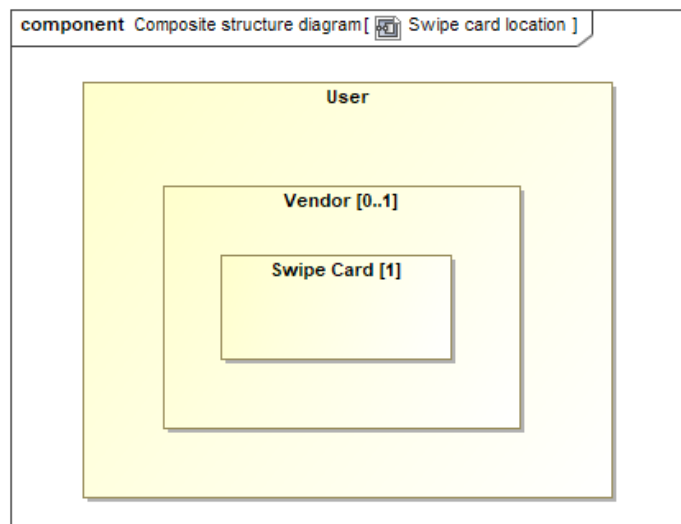 component Composite structure diagram[ Swipe card location ]
User
Vendor [0..1]
Swipe Card [1]